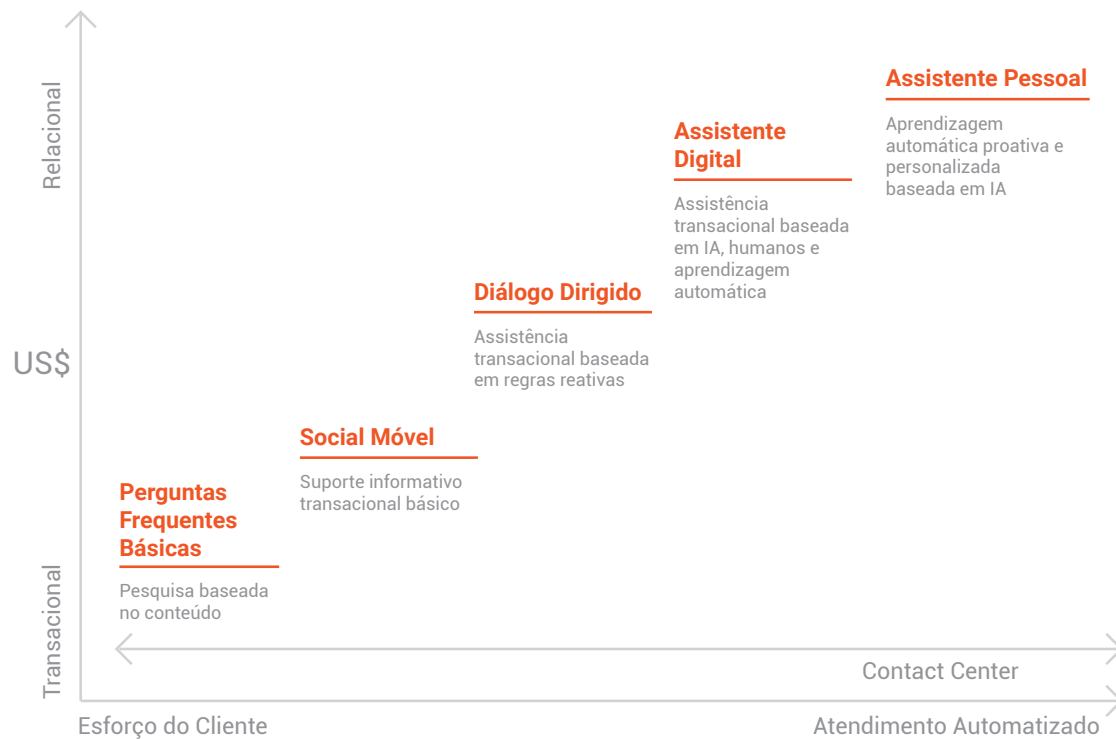 Relacional
US$
Transacional
Perguntas
Frequentes
Básicas
Pesquisa baseada
no conteúdo
Social Móvel
Suporte informativo
transacional básico
Diálogo Dirigido
Assistência
transacional baseada
em regras reativas
Assistente
Digital
Assistência
transacional baseada
em IA, humanos e
aprendizagem
automática
Assistente Pessoal
Aprendizagem
automática proativa e
personalizada
baseada em IA
Contact Center
Esforço do Cliente
Atendimento Automatizado